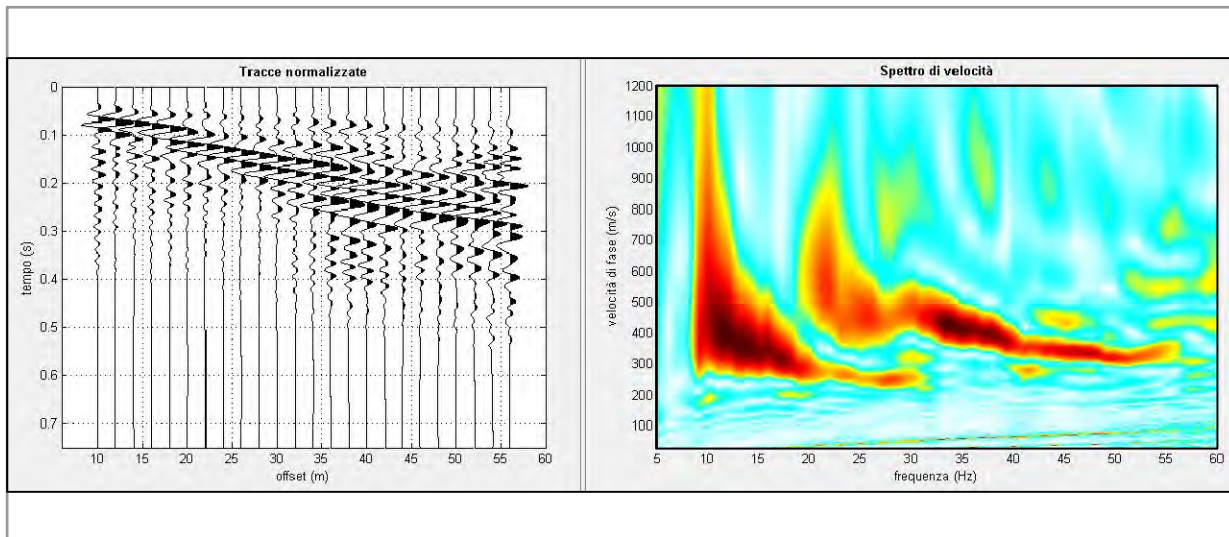 Tracce normalizzate
0
0.1
0.2
0.3
0.4
0.5
0.6
0.7
tempo (s)
10 15 20 25 30 35 40 45 50 55 60
offset (m)
Spettro di velocità
1200
1100
1000
900
800
700
600
500
400
300
200
100
velocità di fase (m/s)
5 10 15 20 25 30 35 40 45 50 55 60
frequenza (Hz)